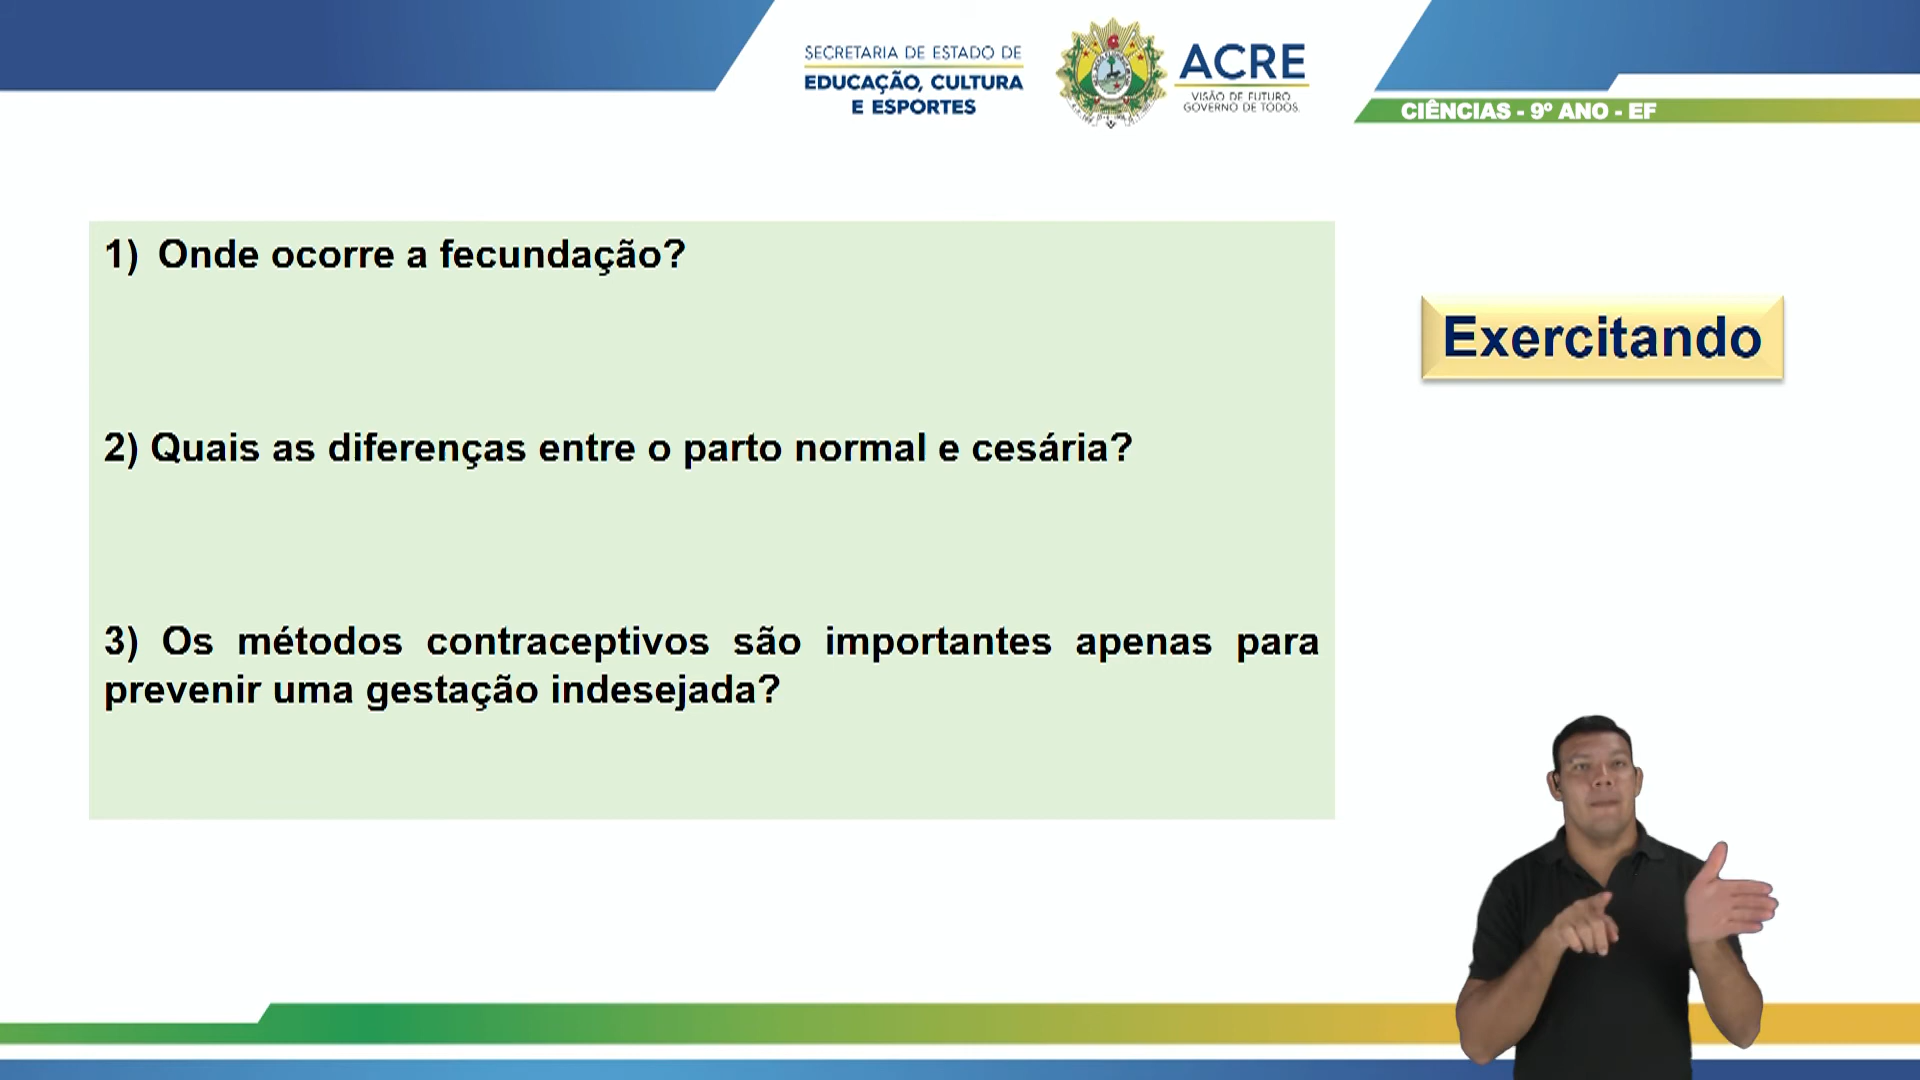 SECRETARIA DE ESTADO DE
EDUCAÇÃO, CULTURA
E ESPORTES
ACRE
VISÃO DE FUTURO
GOVERNO DE TODOS.
CIÊNCIAS - 9º ANO - EF
1) Onde ocorre a fecundação?
Exercitando
2) Quais as diferenças entre o parto normal e cesária?
3) Os métodos contraceptivos são importantes apenas para
prevenir uma gestação indesejada?